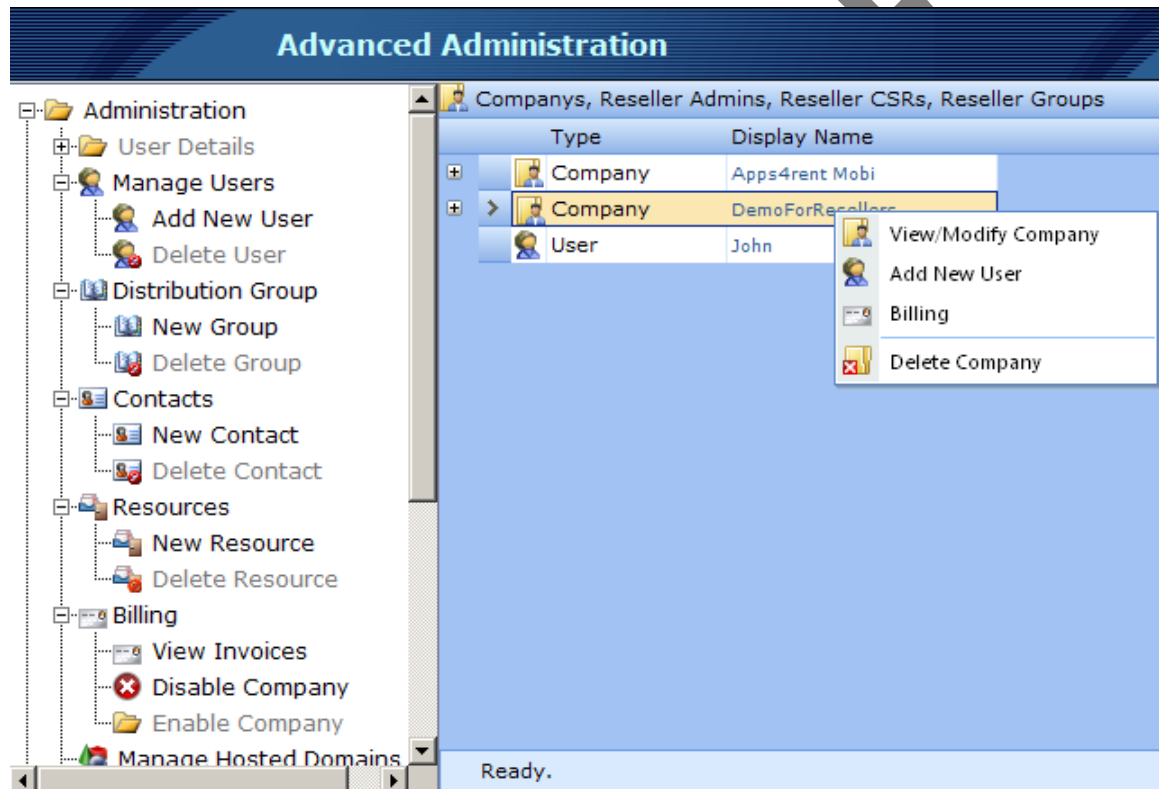 Advanced Administration
Administration
User Details
Manage Users
Add New User
Delete User
Distribution Group
New Group
Delete Group
Contacts
New Contact
Delete Contact
Resources
New Resource
Delete Resource
Billing
View Invoices
Disable Company
Enable Company
Manage Hosted Domains
Companys, Reseller Admins, Reseller CSRs, Reseller Groups
Type Display Name
Company Apps4rent Mobi
Company DemoForResellers
User John
View/Modify Company
Add New User
Billing
Delete Company
Ready.